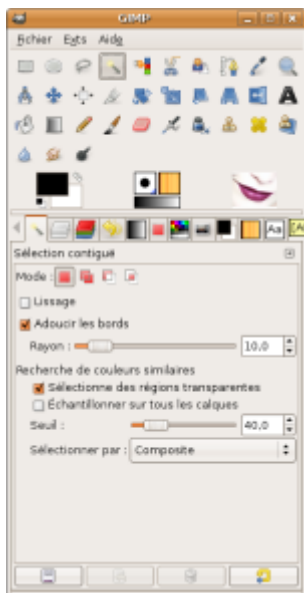 GIMP
Fichier Exts Aide
Sélection contiguë
Mode :
Lissage
Adoucir les bords
Rayon : 10,0
Recherche de couleurs similaires
Sélectionne des régions transparentes
Échantillonner sur tous les calques
Seuil : 40,0
Sélectionner par : Composite